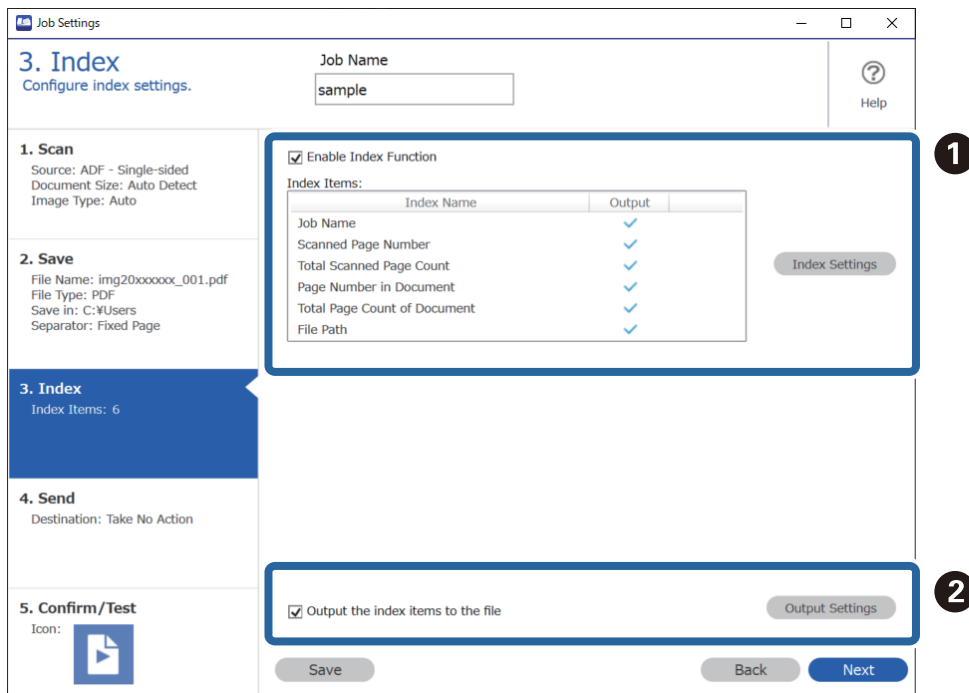 Job Settings
3. Index
Configure index settings.
Job Name
sample
Help
1. Scan
Source: ADF - Single-sided
Document Size: Auto Detect
Image Type: Auto
2. Save
File Name: img20xxxxxx_001.pdf
File Type: PDF
Save in: C:¥Users
Separator: Fixed Page
3. Index
Index Items: 6
4. Send
Destination: Take No Action
5. Confirm/Test
Icon:
1
Enable Index Function
Index Items:
Index Name Output
Job Name
Scanned Page Number
Total Scanned Page Count
Page Number in Document
Total Page Count of Document
File Path
Index Settings
2
Output the index items to the file
Output Settings
Save
Back
Next